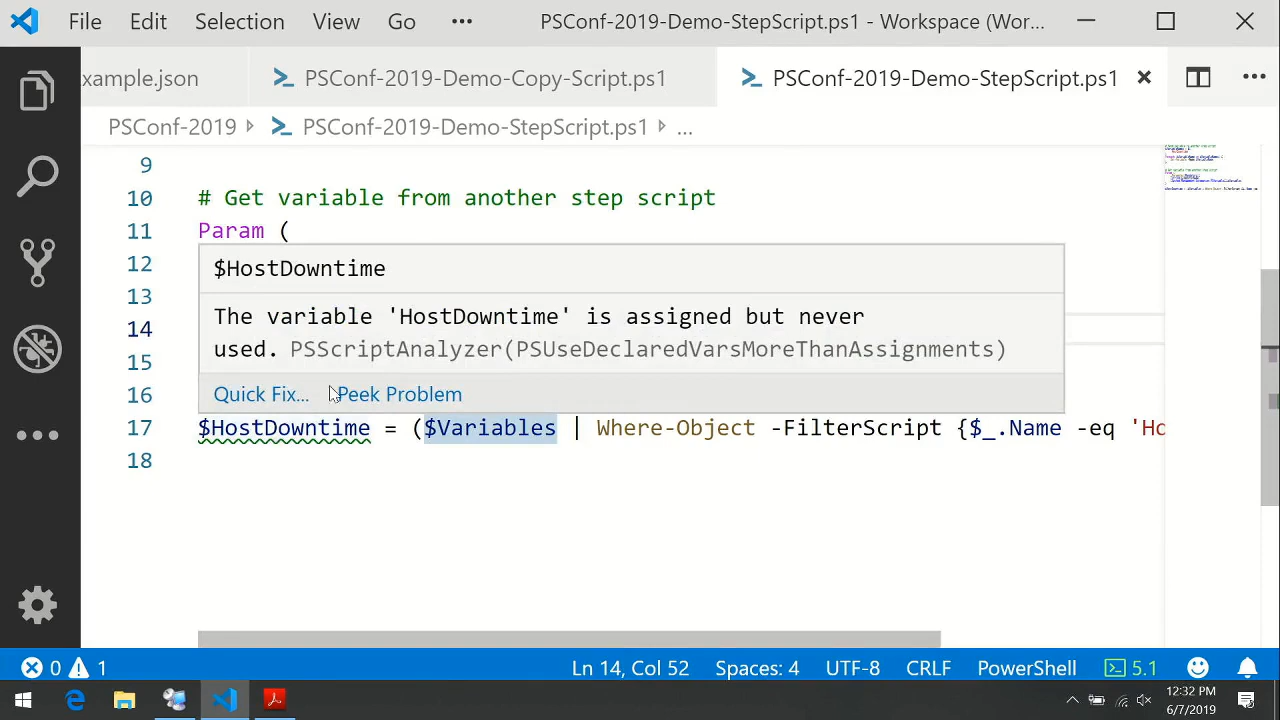 File Edit Selection View Go ••• PSConf-2019-Demo-StepScript.ps1 - Workspace (Wor...
xample.json PSConf-2019-Demo-Copy-Script.ps1 PSConf-2019-Demo-StepScript.ps1
PSConf-2019 PSConf-2019-Demo-StepScript.ps1 ...
9
10 # Get variable from another step script
11 Param (
12
$HostDowntime
13
The variable 'HostDowntime' is assigned but never
14
used. PSScriptAnalyzer(PSUseDeclaredVarsMoreThanAssignments)
15
16
Quick Fix... Peek Problem
17 $HostDowntime = ($Variables | Where-Object -FilterScript {$_.Name -eq 'Ho
18
0 1 Ln 14, Col 52 Spaces: 4 UTF-8 CRLF PowerShell 5.1
12:32 PM
6/7/2019